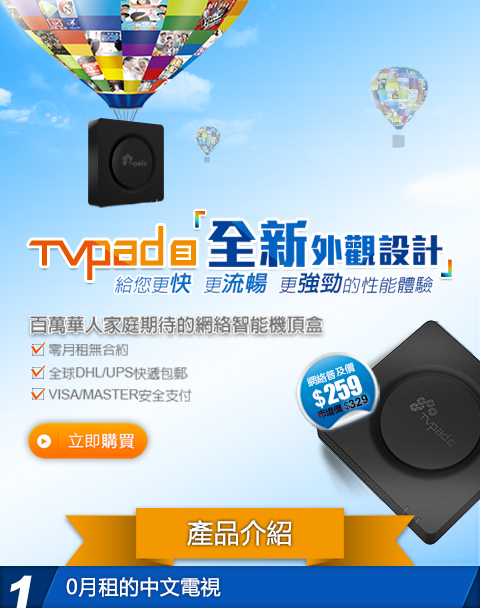 Tvpad
TVpad3「全新外觀設計」
給您更快 更流暢 更強勁的性能體驗
百萬華人家庭期待的網絡智能機頂盒
零月租無合約
全球DHL/UPS快遞包郵
VISA/MASTER安全支付
網絡普及價
$259
市場價$329
立即購買
Tvpad3
產品介紹
1 0月租的中文電視